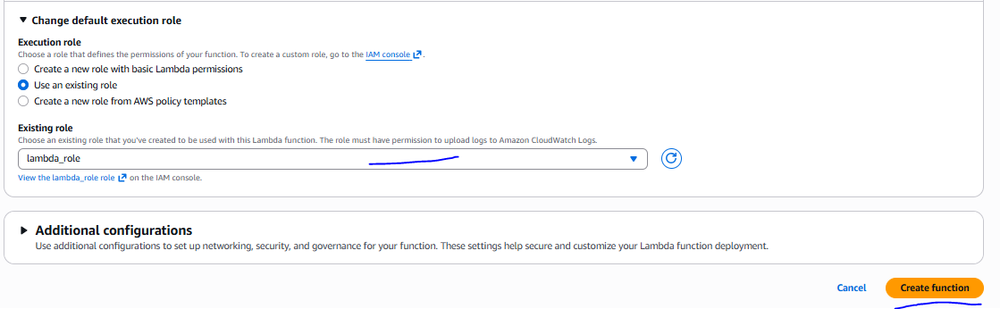 Change default execution role
Execution role
Choose a role that defines the permissions of your function. To create a custom role, go to the IAM console.
Create a new role with basic Lambda permissions
Use an existing role
Create a new role from AWS policy templates
Existing role
Choose an existing role that you've created to be used with this Lambda function. The role must have permission to upload logs to Amazon CloudWatch Logs.
lambda_role
View the lambda_role role on the IAM console.
Additional configurations
Use additional configurations to set up networking, security, and governance for your function. These settings help secure and customize your Lambda function deployment.
Cancel
Create function